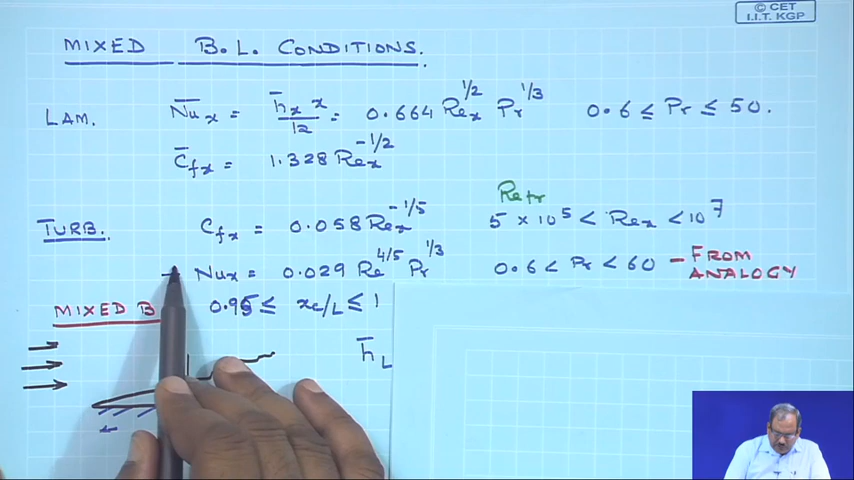 © CET
I.I.T. KGP
MIXED B.L. CONDITIONS.
LAM. N̄u_x = h̄_x x / k = 0.664 Re_x^1/2 Pr^1/3 0.6 ≤ Pr ≤ 50.
C̄_fx = 1.328 Re_x^-1/2
Retr
TURB. C_fx = 0.058 Re_x^-1/5 5 × 10^5 < Re_x < 10^7
Nu_x = 0.029 Re^4/5 Pr^1/3 0.6 < Pr < 60 – FROM ANALOGY
MIXED B 0.95 ≤ x_c/L ≤ 1
h̄_L